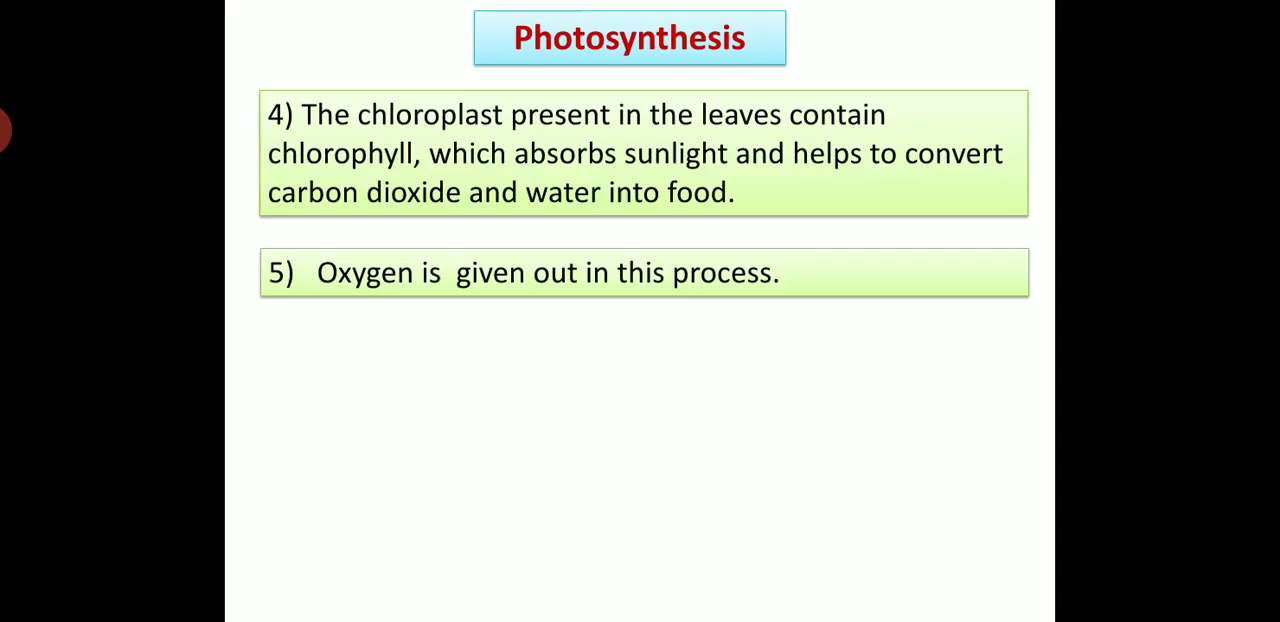 Photosynthesis
4) The chloroplast present in the leaves contain
chlorophyll, which absorbs sunlight and helps to convert
carbon dioxide and water into food.
5)   Oxygen is  given out in this process.